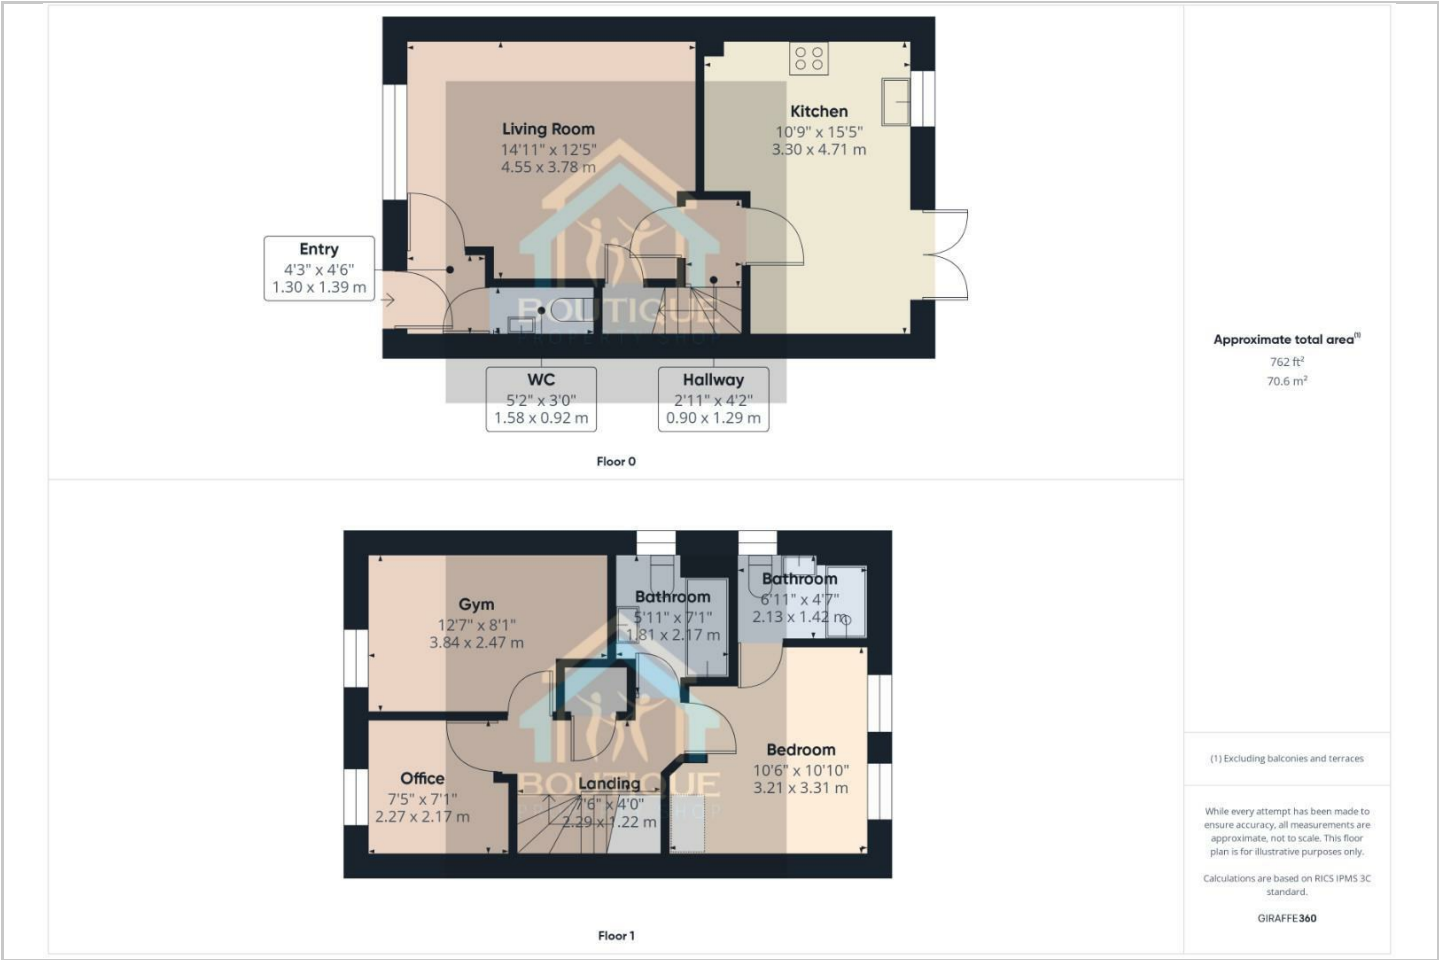 Living Room
14'11" x 12'5"
4.55 x 3.78 m
Kitchen
10'9" x 15'5"
3.30 x 4.71 m
Entry
4'3" x 4'6"
1.30 x 1.39 m
BOUTIQUE
PROPERTY SHOP
WC
5'2" x 3'0"
1.58 x 0.92 m
Hallway
2'11" x 4'2"
0.90 x 1.29 m
Floor 0
Gym
12'7" x 8'1"
3.84 x 2.47 m
Bathroom
5'11" x 7'1"
1.81 x 2.17 m
Bathroom
6'11" x 4'7"
2.13 x 1.42 m
Office
7'5" x 7'1"
2.27 x 2.17 m
Landing
7'6" x 4'0"
2.29 x 1.22 m
BOUTIQUE
PROPERTY SHOP
Bedroom
10'6" x 10'10"
3.21 x 3.31 m
Floor 1
Approximate total area(1)
762 ft²
70.6 m²
(1) Excluding balconies and terraces
While every attempt has been made to
ensure accuracy, all measurements are
approximate, not to scale. This floor
plan is for illustrative purposes only.
Calculations are based on RICS IPMS 3C
standard.
GIRAFFE360